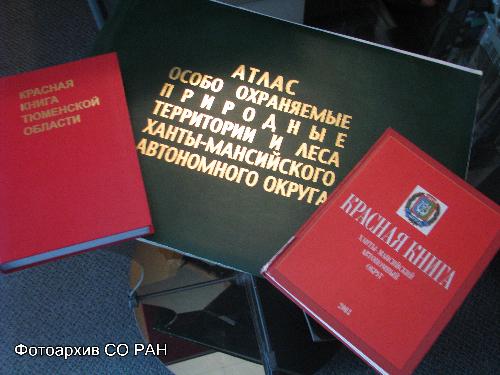 КРАСНАЯ
КНИГА
ТЮМЕНСКОЙ
ОБЛАСТИ
АТЛАС
ОСОБО ОХРАНЯЕМЫЕ
ПРИРОДНЫЕ
ТЕРРИТОРИИ И ЛЕСА
ХАНТЫ-МАНСИЙСКОГО
АВТОНОМНОГО ОКРУГА
КРАСНАЯ КНИГА
ХАНТЫ-МАНСИЙСКИЙ
АВТОНОМНЫЙ
ОКРУГ
2003
Фотоархив СО РАН